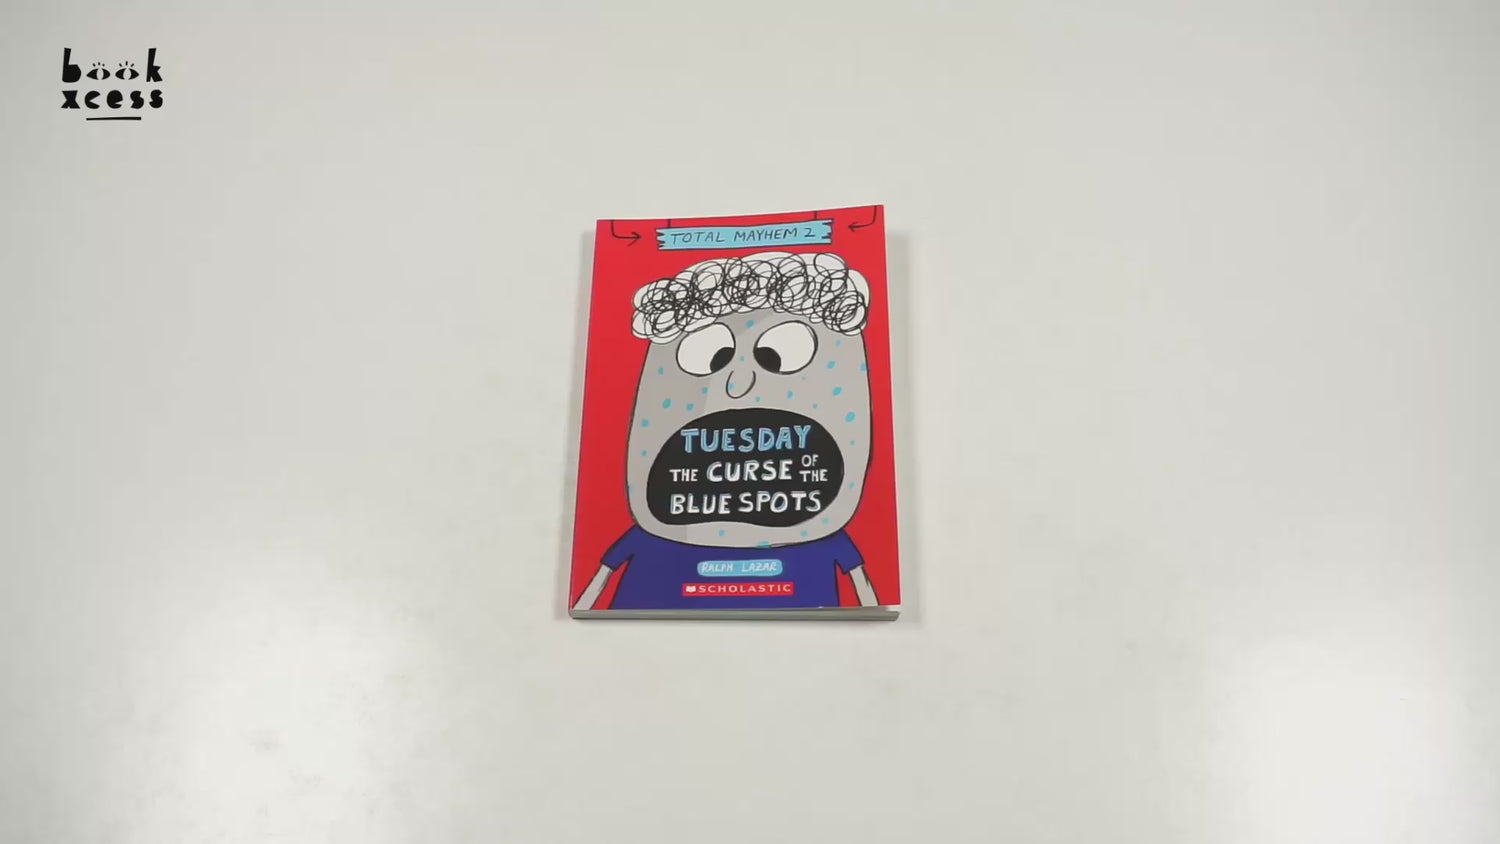 book
xcess
TOTAL MAYHEM 2
TUESDAY
THE CURSE OF THE
BLUE SPOTS
RALPH LAZAR
SCHOLASTIC